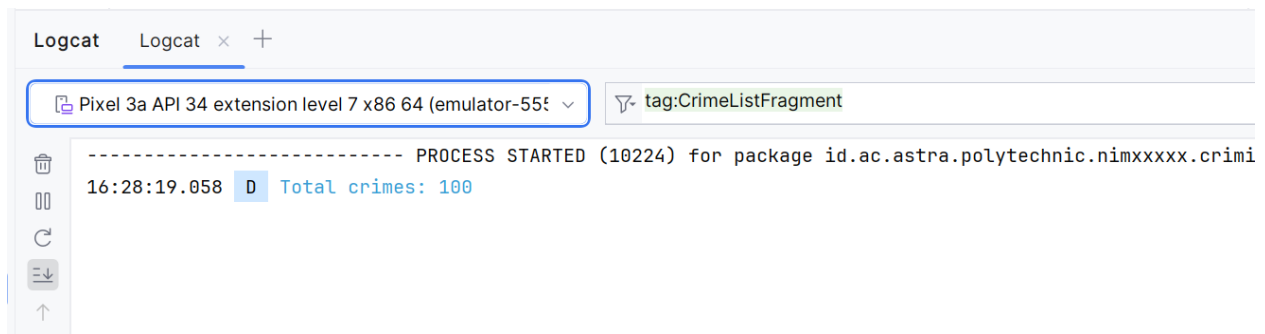 Logcat Logcat × +
Pixel 3a API 34 extension level 7 x86 64 (emulator-555 tag:CrimeListFragment
---------------------------- PROCESS STARTED (10224) for package id.ac.astra.polytechnic.nimxxxxx.crimi
16:28:19.058 D Total crimes: 100